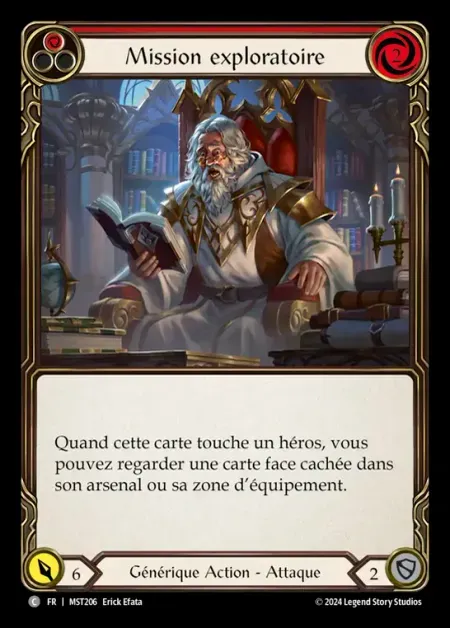 Mission exploratoire
2
Quand cette carte touche un héros, vous
pouvez regarder une carte face cachée dans
son arsenal ou sa zone d'équipement.
6
Générique Action - Attaque
2
C FR | MST206 Erick Efata
© 2024 Legend Story Studios